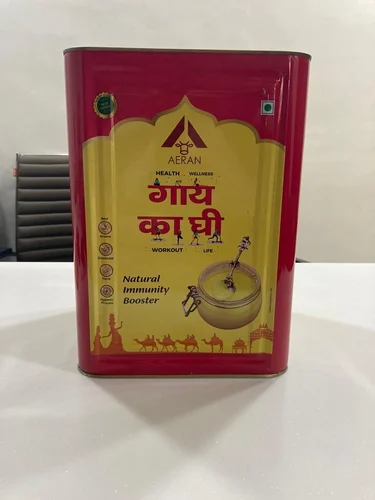 AERAN
HEALTH WELLNESS
गाय
का घी
WORKOUT LIFE
Natural
Immunity
Booster